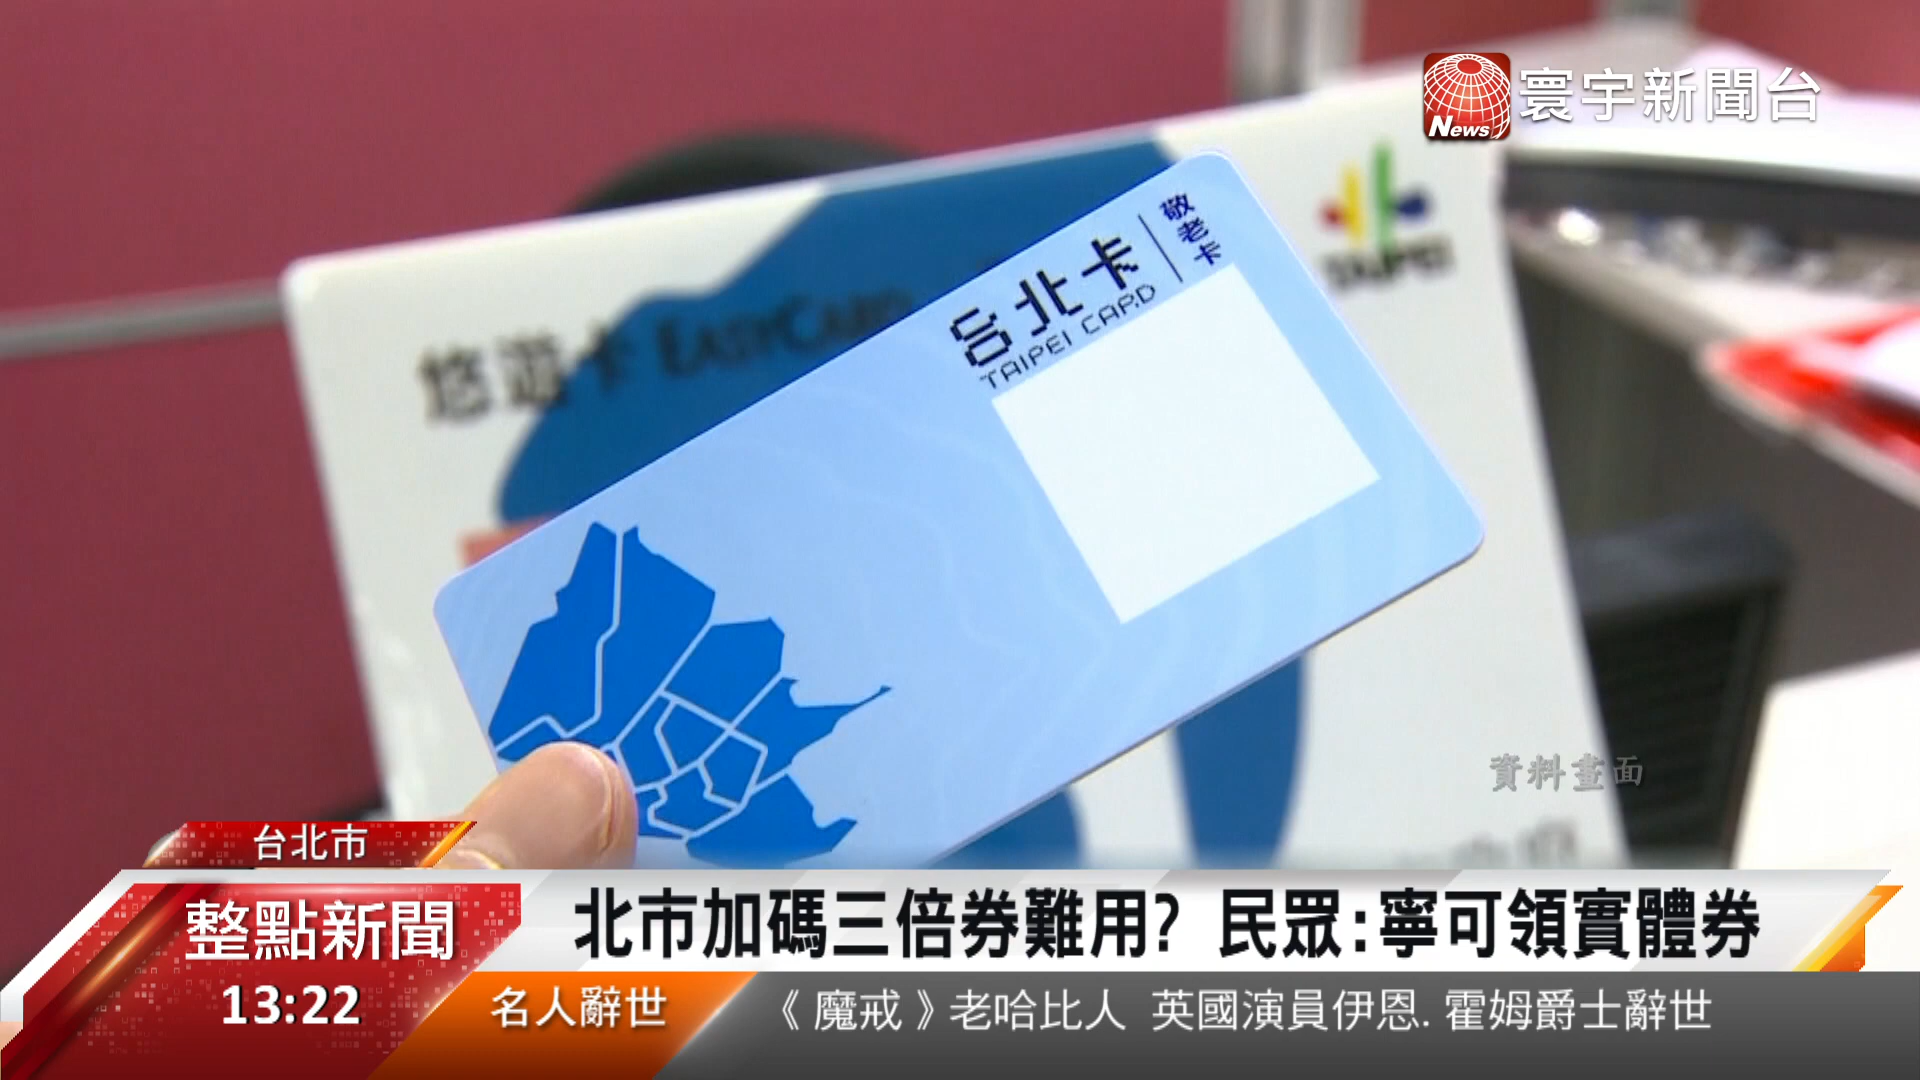 News
寰宇新聞台
敬老卡
台北卡
TAIPEI CARD
TAIPEI
悠遊卡 EASYCARD
資料畫面
台北市
整點新聞
北市加碼三倍券難用? 民眾:寧可領實體券
13:22
名人辭世
《魔戒》老哈比人 英國演員伊恩.霍姆爵士辭世